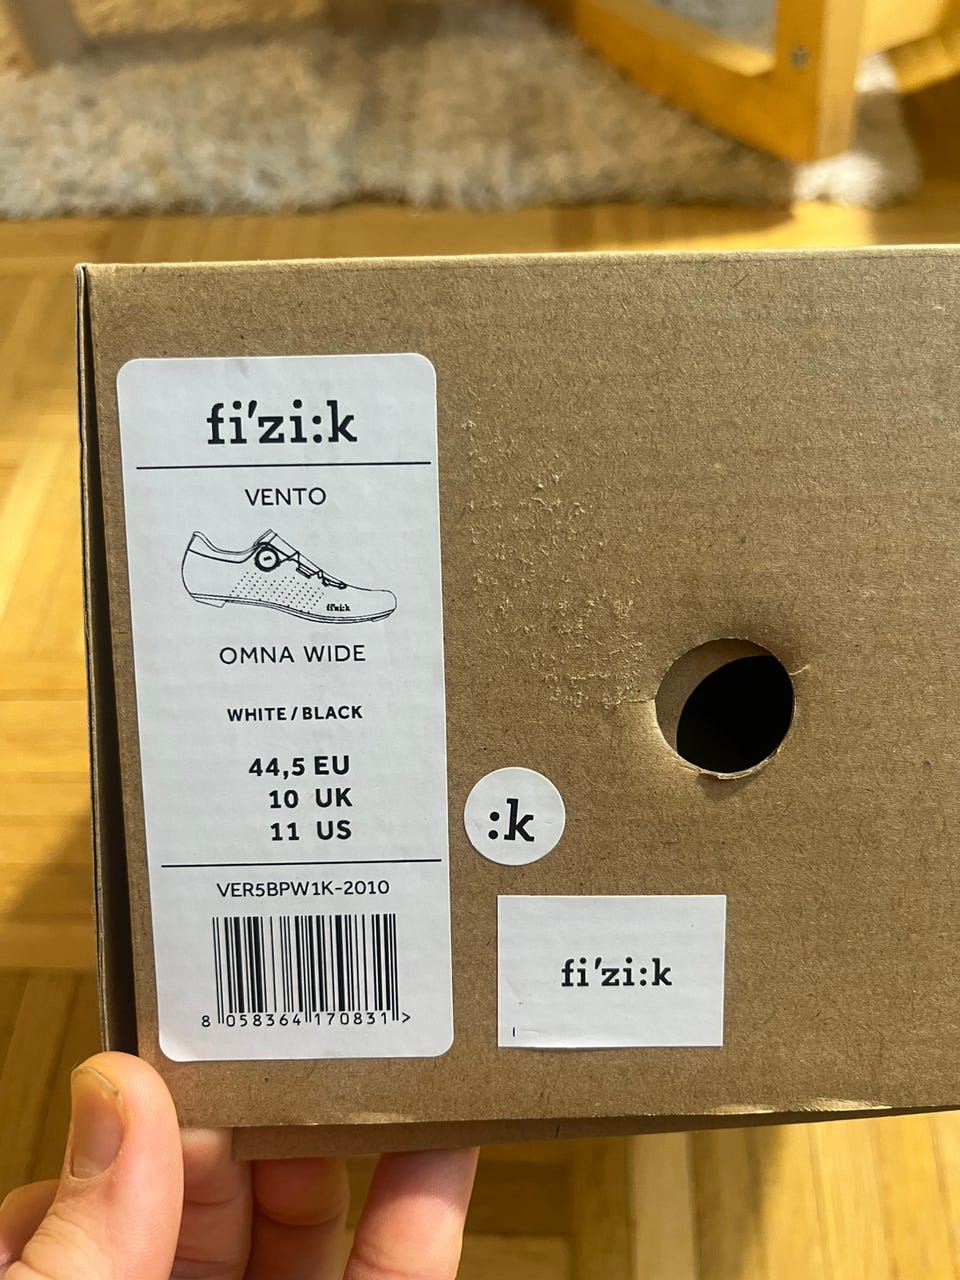 fi'zi:k
VENTO
fi'zi:k
OMNA WIDE
WHITE/BLACK
44,5 EU
10 UK
11 US
VER5BPW1K-2010
8 058364 170831 >
:k
fi'zi:k